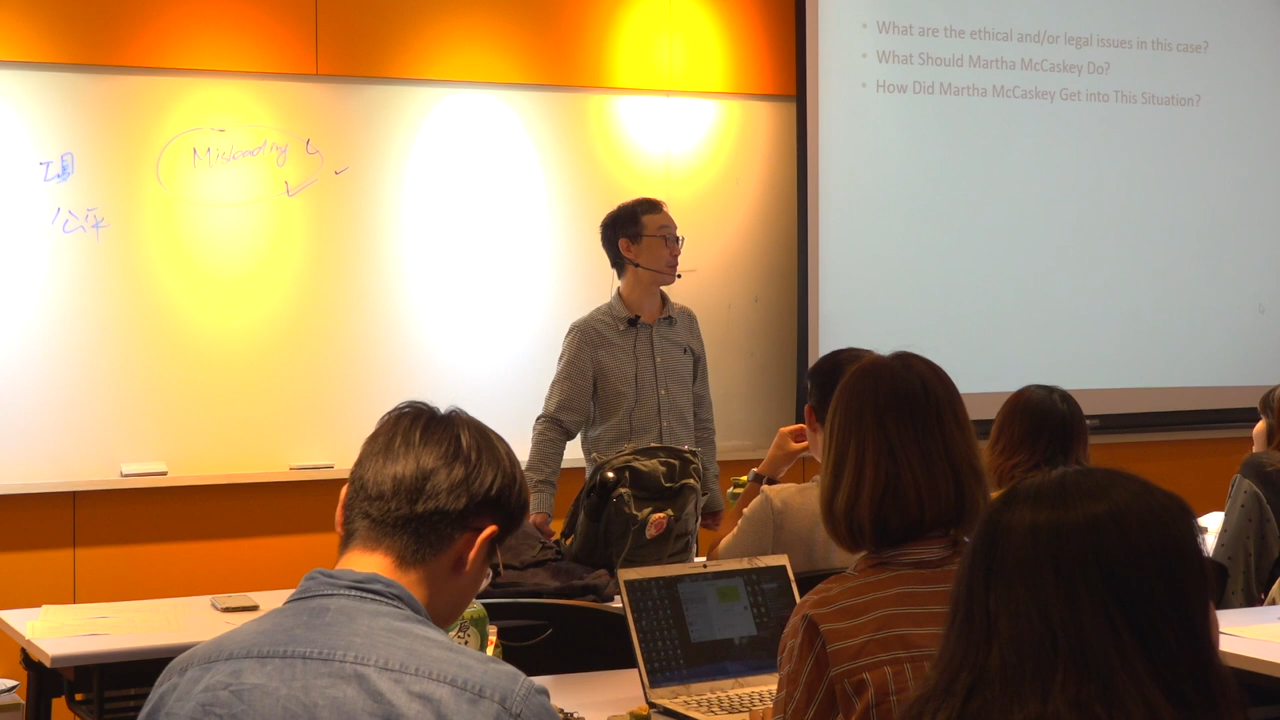 Misleading
公平
• What are the ethical and/or legal issues in this case?
• What Should Martha McCaskey Do?
• How Did Martha McCaskey Get into This Situation?